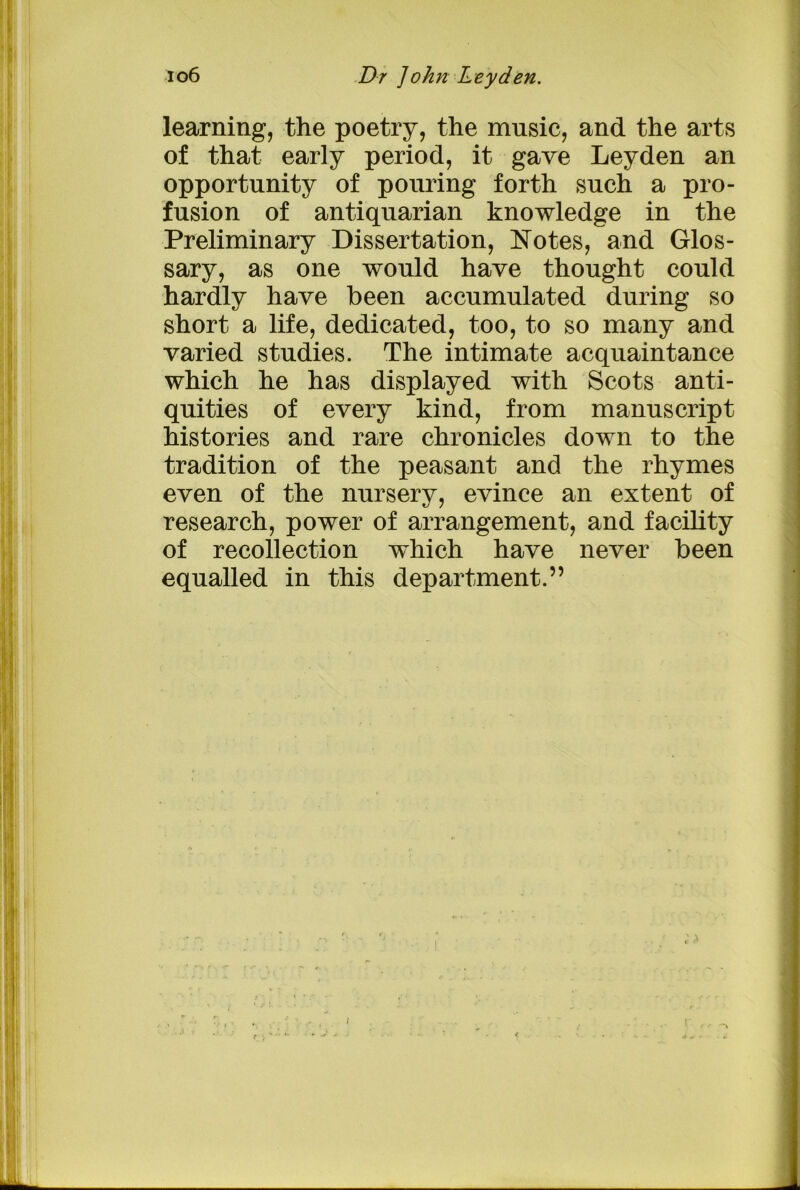 106 Dr John Leyden.
learning, the poetry, the music, and the arts
of that early period, it gave Leyden an
opportunity of pouring forth such a pro-
fusion of antiquarian knowledge in the
Preliminary Dissertation, Notes, and Glos-
sary, as one would have thought could
hardly have been accumulated during so
short a life, dedicated, too, to so many and
varied studies. The intimate acquaintance
which he has displayed with Scots anti-
quities of every kind, from manuscript
histories and rare chronicles down to the
tradition of the peasant and the rhymes
even of the nursery, evince an extent of
research, power of arrangement, and facility
of recollection which have never been
equalled in this department.”